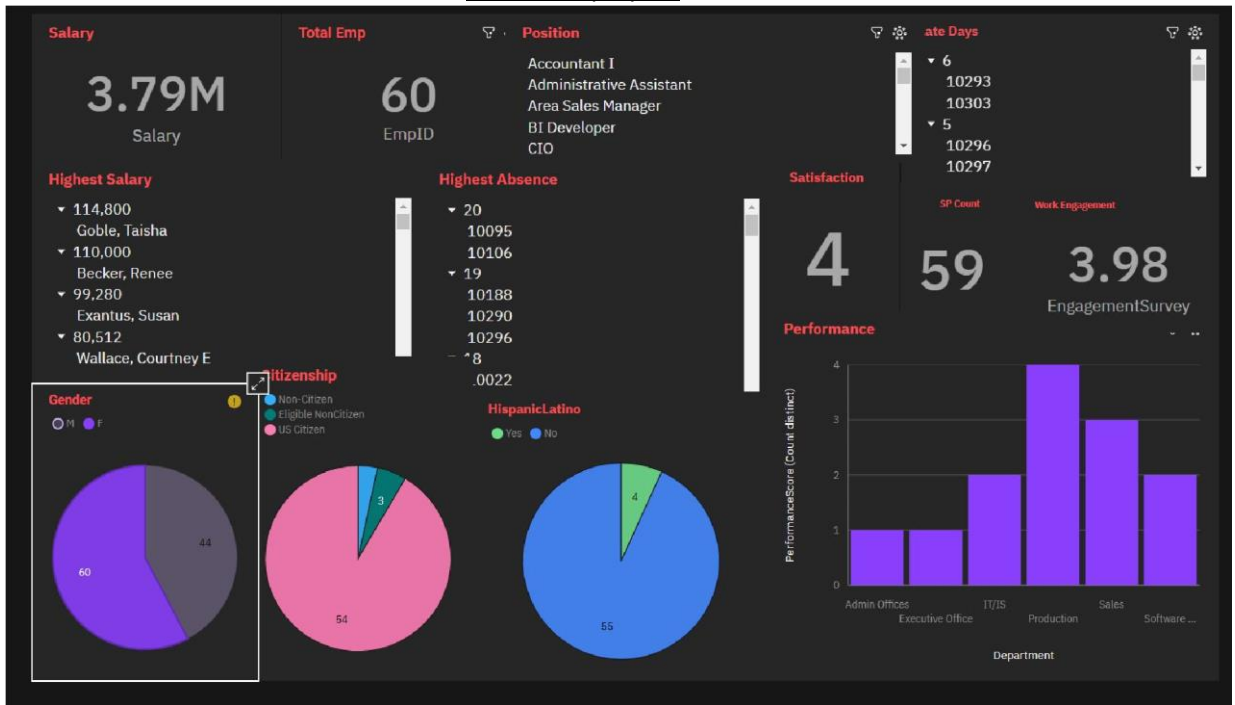 Salary
3.79M
Salary
Total Emp
60
EmpID
Position
Accountant I
Administrative Assistant
Area Sales Manager
BI Developer
CIO
ate Days
6
10293
10303
5
10296
10297
Highest Salary
114,800
Goble, Taisha
110,000
Becker, Renee
99,280
Exantus, Susan
80,512
Wallace, Courtney E
Highest Absence
20
10095
10106
19
10188
10290
10296
8
.0022
Satisfaction
4
SP Count
59
Work Engagement
3.98
EngagementSurvey
Gender
M F
44
60
itizenship
Non-Citizen
Eligible NonCitizen
US Citizen
3
54
HispanicLatino
Yes No
4
55
Performance
PerformanceScore (Count distinct)
4
3
2
1
0
Admin Offices
Executive Office
IT/IS
Production
Sales
Software ...
Department